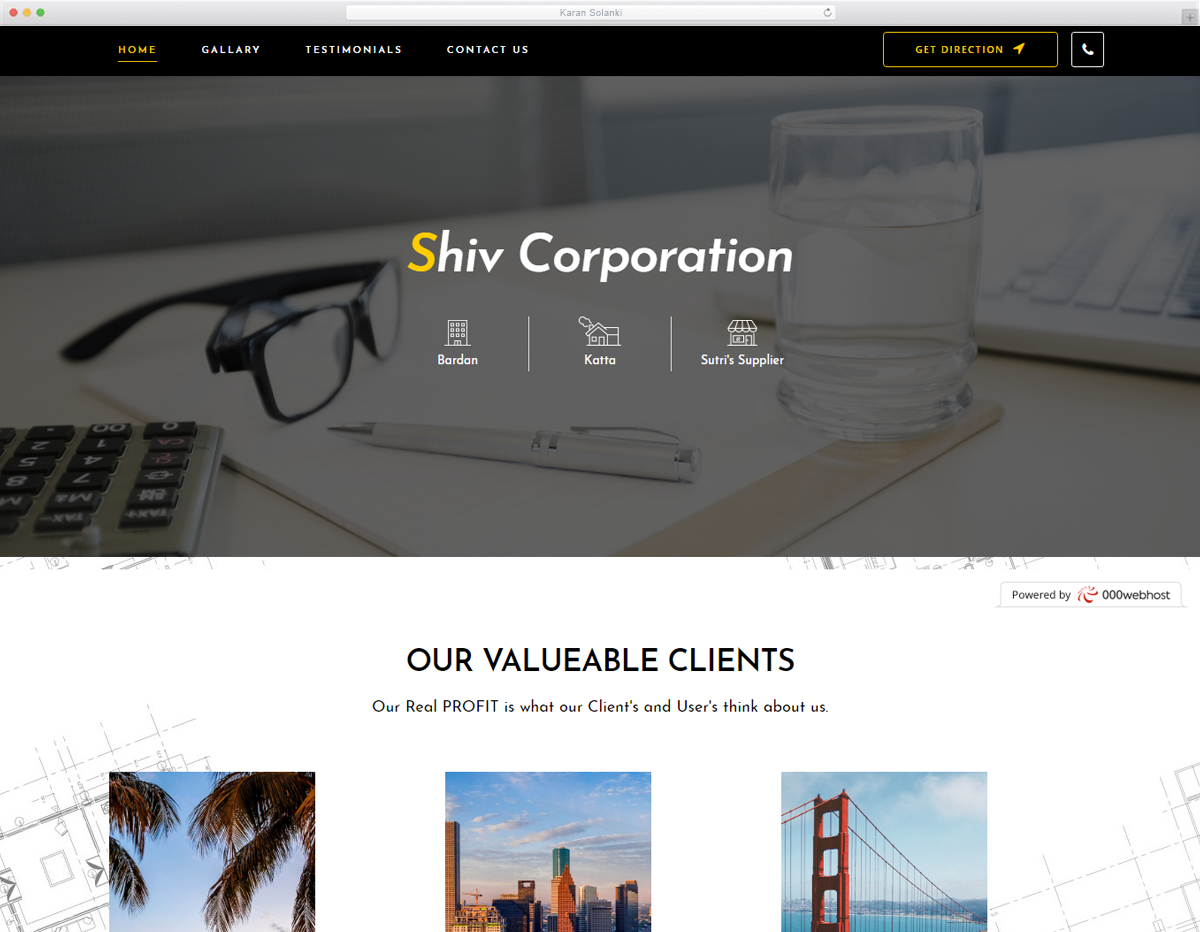 Karan Solanki
HOME GALLARY TESTIMONIALS CONTACT US GET DIRECTION
Shiv Corporation
Bardan Katta Sutri's Supplier
Powered by 000webhost
OUR VALUEABLE CLIENTS
Our Real PROFIT is what our Client's and User's think about us.